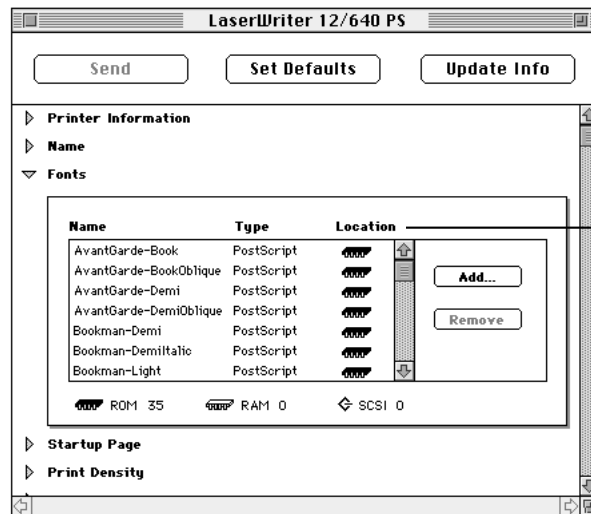 LaserWriter 12/640 PS
Send Set Defaults Update Info
Printer Information
Name
Fonts
Name Type Location
AvantGarde-Book PostScript
AvantGarde-BookOblique PostScript
AvantGarde-Demi PostScript
AvantGarde-DemiOblique PostScript
Bookman-Demi PostScript
Bookman-DemiItalic PostScript
Bookman-Light PostScript
Add...
Remove
ROM 35 RAM 0 SCSI 0
Startup Page
Print Density